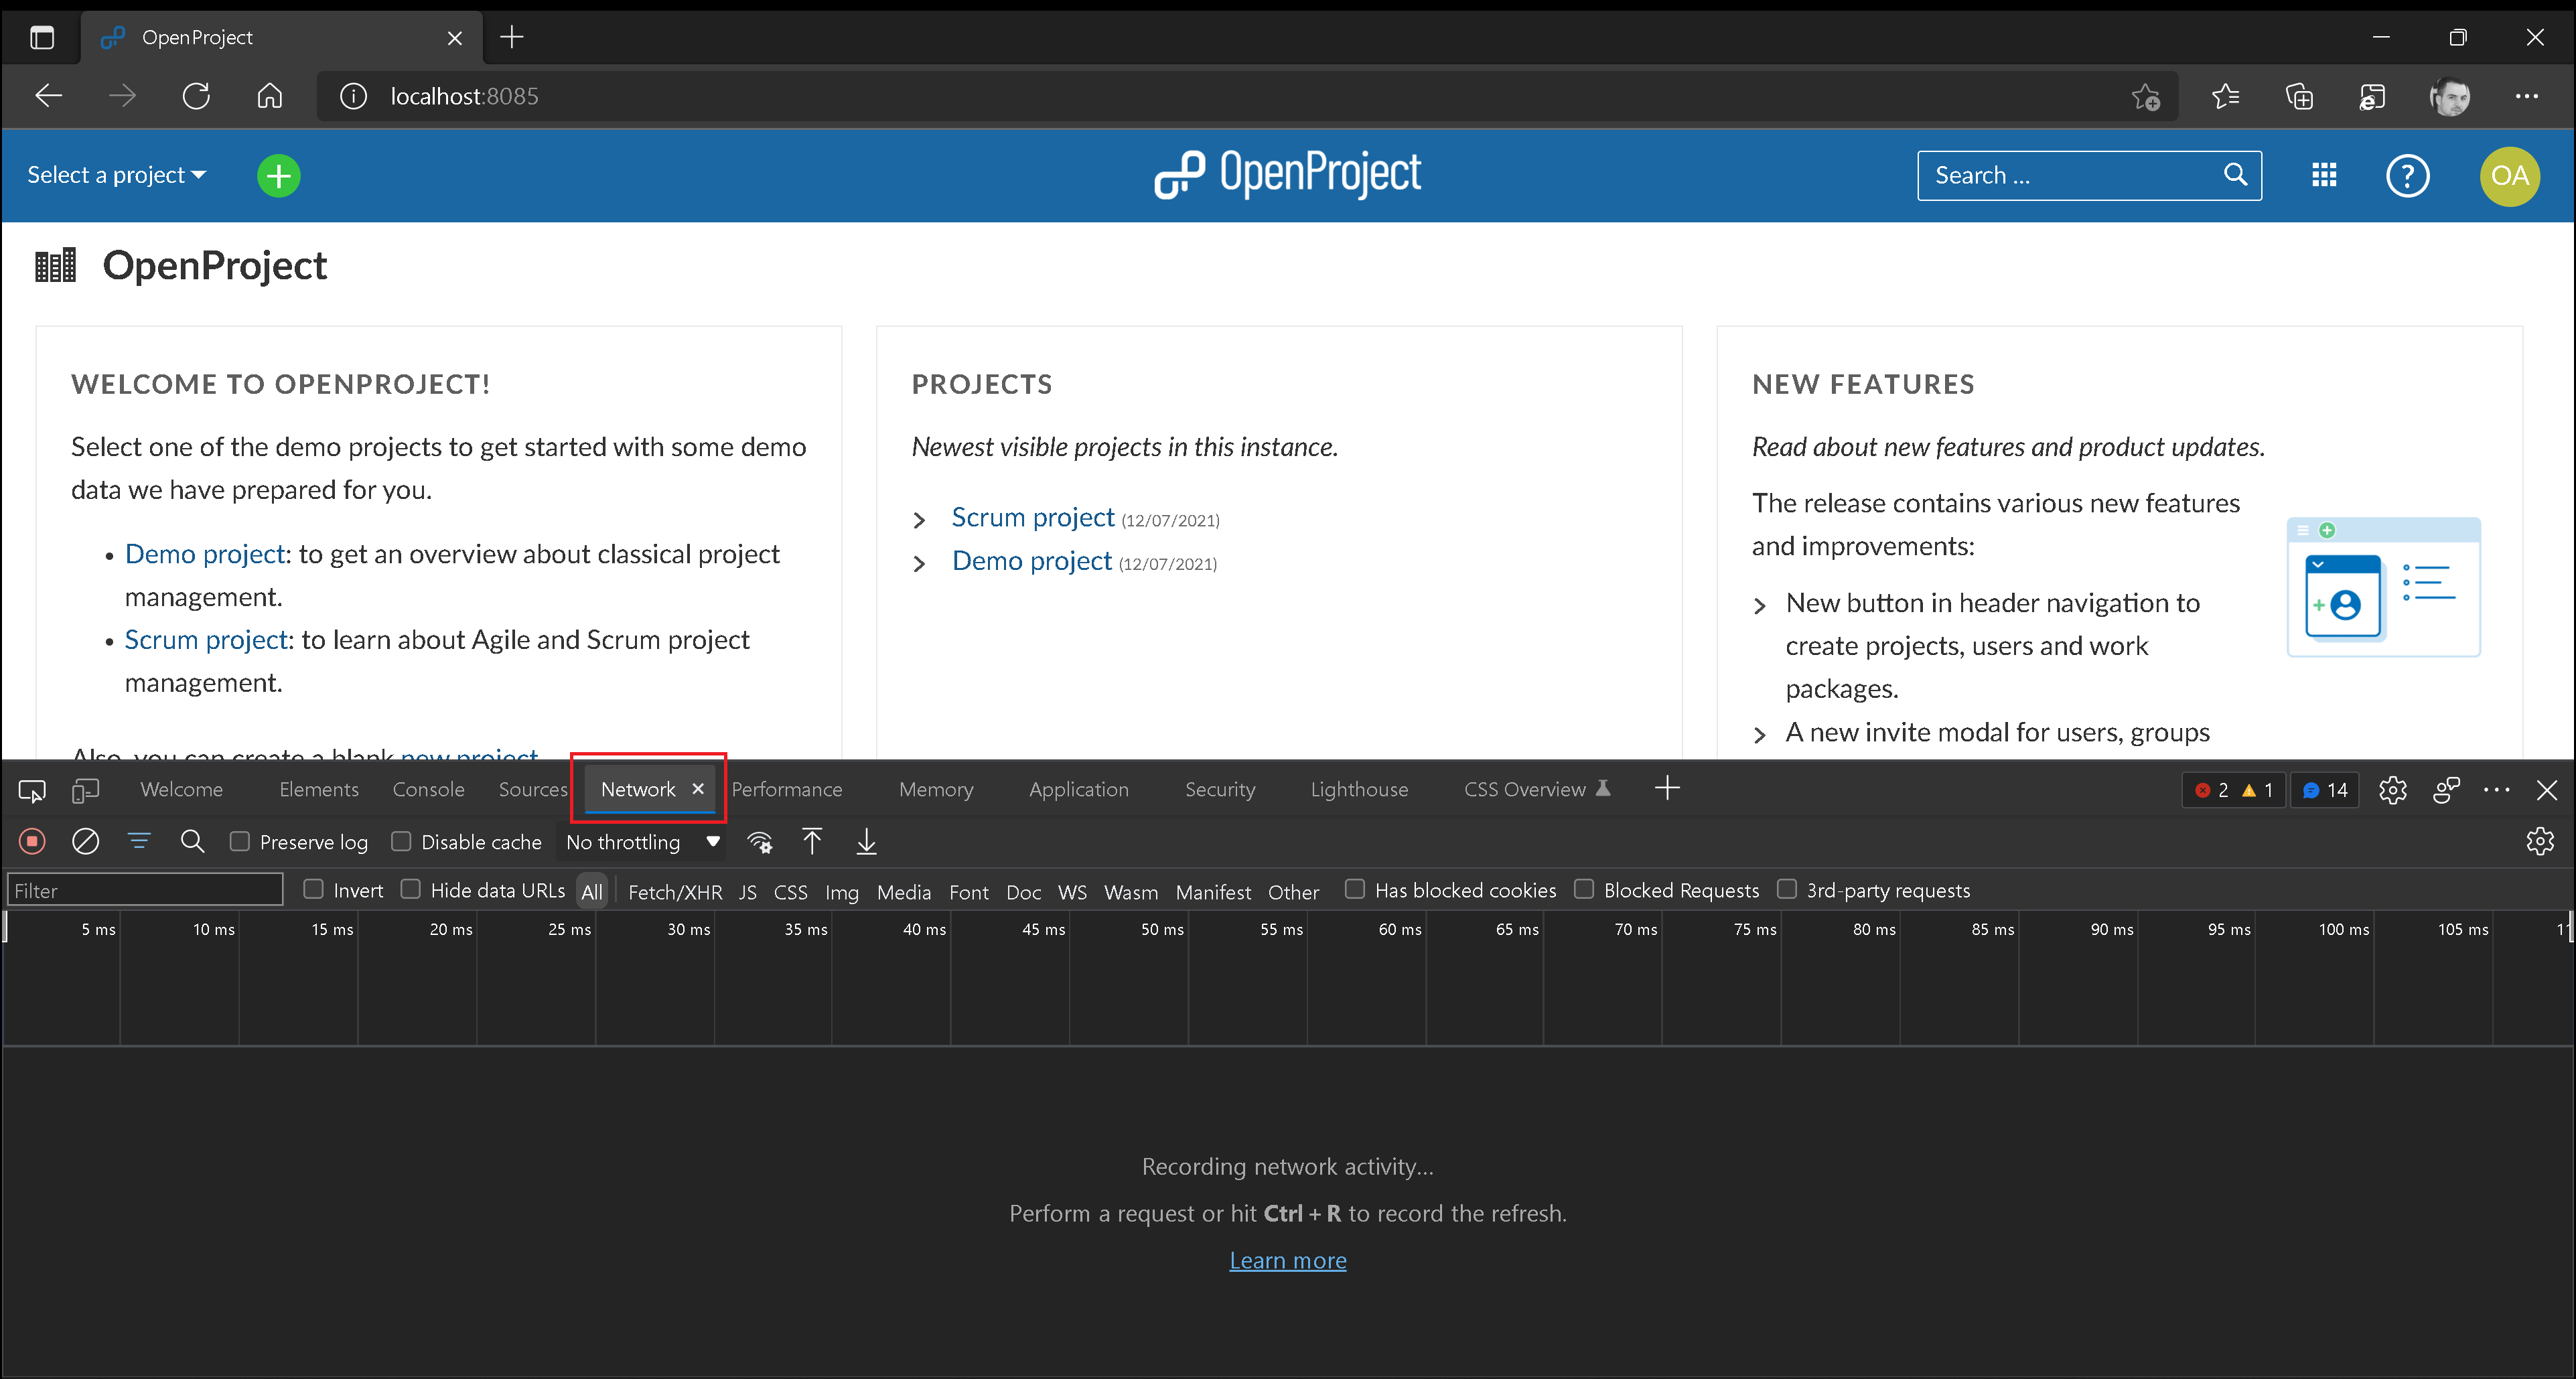 OpenProject
localhost:8085
Select a project
OpenProject
Search ...
?
OA
OpenProject
WELCOME TO OPENPROJECT!
Select one of the demo projects to get started with some demo
data we have prepared for you.
• Demo project: to get an overview about classical project
management.
• Scrum project: to learn about Agile and Scrum project
management.
Also, you can create a blank new project
PROJECTS
Newest visible projects in this instance.
Scrum project (12/07/2021)
Demo project (12/07/2021)
NEW FEATURES
Read about new features and product updates.
The release contains various new features
and improvements:
New button in header navigation to
create projects, users and work
packages.
A new invite modal for users, groups
Welcome Elements Console Sources Network Performance Memory Application Security Lighthouse CSS Overview 2 1 14
Preserve log Disable cache No throttling
Filter Invert Hide data URLs All Fetch/XHR JS CSS Img Media Font Doc WS Wasm Manifest Other Has blocked cookies Blocked Requests 3rd-party requests
5 ms 10 ms 15 ms 20 ms 25 ms 30 ms 35 ms 40 ms 45 ms 50 ms 55 ms 60 ms 65 ms 70 ms 75 ms 80 ms 85 ms 90 ms 95 ms 100 ms 105 ms 11
Recording network activity...
Perform a request or hit Ctrl + R to record the refresh.
Learn more